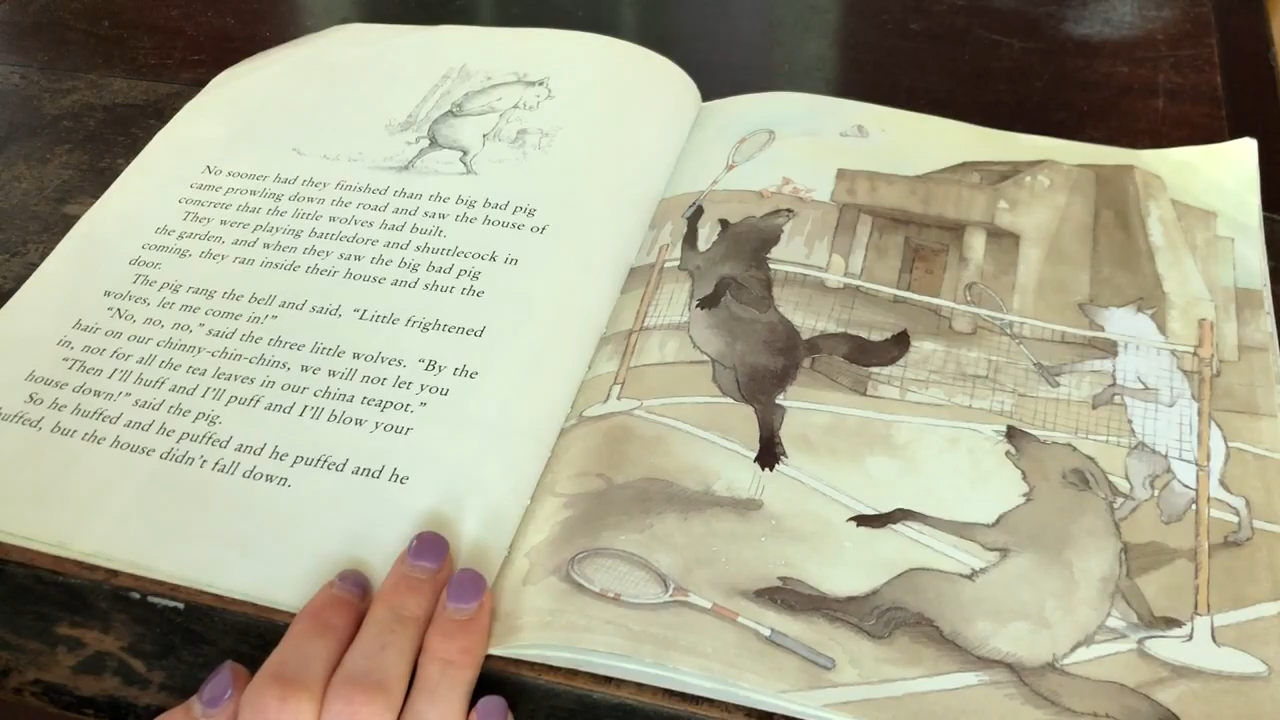 No sooner had they finished than the big bad pig
came prowling down the road and saw the house of
concrete that the little wolves had built.
They were playing battledore and shuttlecock in
the garden, and when they saw the big bad pig
coming, they ran inside their house and shut the
door.
The pig rang the bell and said, “Little frightened
wolves, let me come in!”
“No, no, no,” said the three little wolves. “By the
hair on our chinny-chin-chins, we will not let you
in, not for all the tea leaves in our china teapot.”
“Then I’ll huff and I’ll puff and I’ll blow your
house down!” said the pig.
So he huffed and he puffed and he puffed and he
huffed, but the house didn’t fall down.